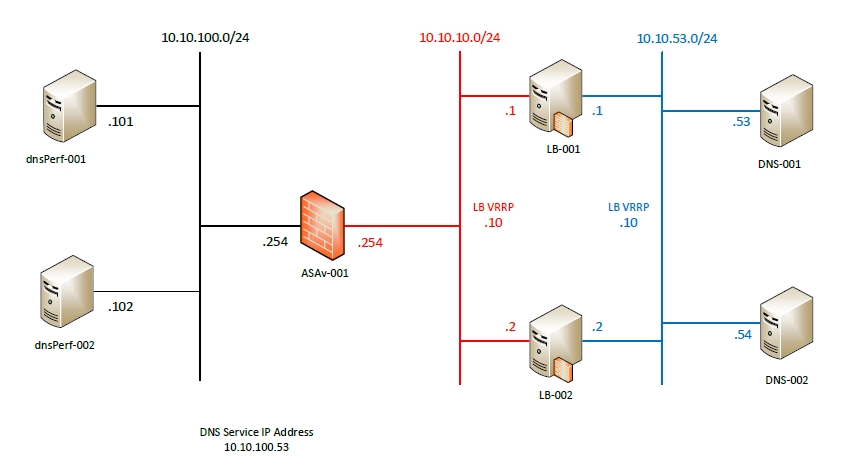 10.10.100.0/24
10.10.10.0/24
10.10.53.0/24
.101
dnsPerf-001
.1
.1
LB-001
.53
DNS-001
LB VRRP
.10
LB VRRP
.10
.254
.254
ASAv-001
.102
dnsPerf-002
.2
.2
LB-002
.54
DNS-002
DNS Service IP Address
10.10.100.53